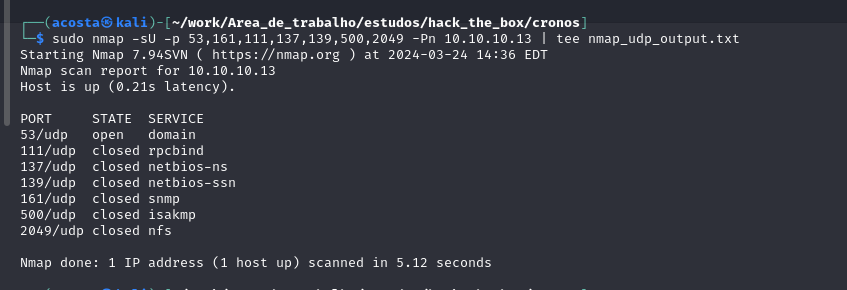 ┌──(acosta㉿kali)-[~/work/Area_de_trabalho/estudos/hack_the_box/cronos]
└─$ sudo nmap -sU -p 53,161,111,137,139,500,2049 -Pn 10.10.10.13 | tee nmap_udp_output.txt
Starting Nmap 7.94SVN ( https://nmap.org ) at 2024-03-24 14:36 EDT
Nmap scan report for 10.10.10.13
Host is up (0.21s latency).

PORT     STATE  SERVICE
53/udp   open   domain
111/udp  closed rpcbind
137/udp  closed netbios-ns
139/udp  closed netbios-ssn
161/udp  closed snmp
500/udp  closed isakmp
2049/udp closed nfs

Nmap done: 1 IP address (1 host up) scanned in 5.12 seconds